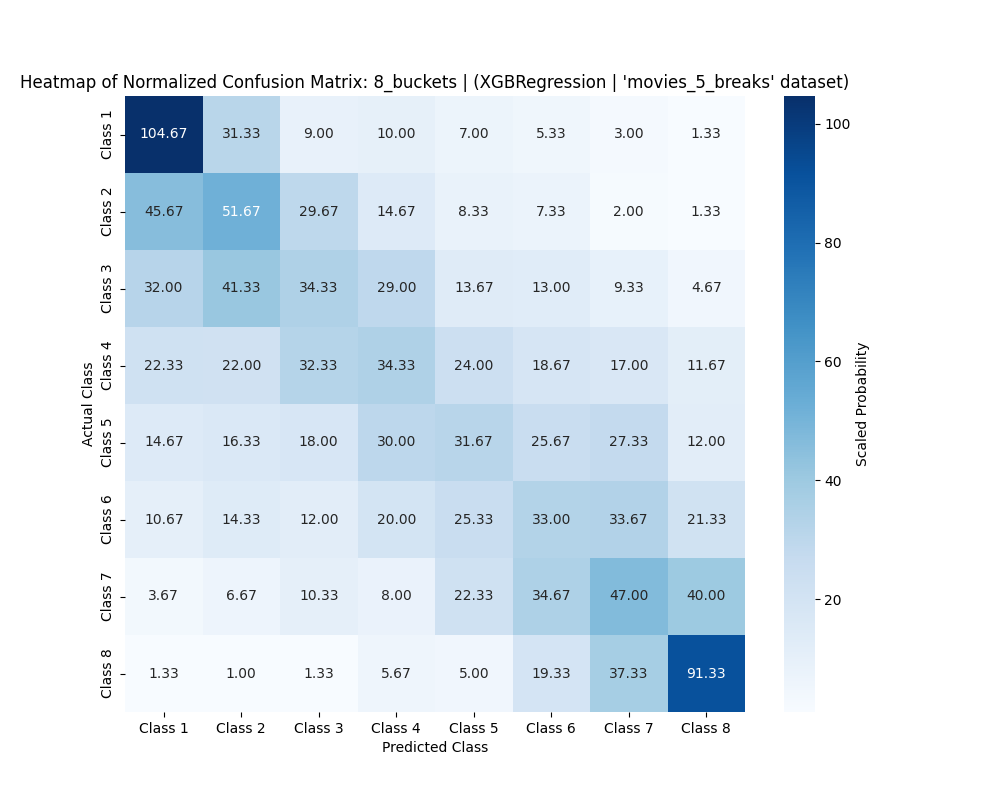 Heatmap of Normalized Confusion Matrix: 8_buckets | (XGBRegression | 'movies_5_breaks' dataset)
Class 1 104.67 31.33 9.00 10.00 7.00 5.33 3.00 1.33
Class 2 45.67 51.67 29.67 14.67 8.33 7.33 2.00 1.33
Class 3 32.00 41.33 34.33 29.00 13.67 13.00 9.33 4.67
Class 4 22.33 22.00 32.33 34.33 24.00 18.67 17.00 11.67
Class 5 14.67 16.33 18.00 30.00 31.67 25.67 27.33 12.00
Class 6 10.67 14.33 12.00 20.00 25.33 33.00 33.67 21.33
Class 7 3.67 6.67 10.33 8.00 22.33 34.67 47.00 40.00
Class 8 1.33 1.00 1.33 5.67 5.00 19.33 37.33 91.33
Class 1 Class 2 Class 3 Class 4 Class 5 Class 6 Class 7 Class 8
Predicted Class
Actual Class
100
80
60
40
20
Scaled Probability